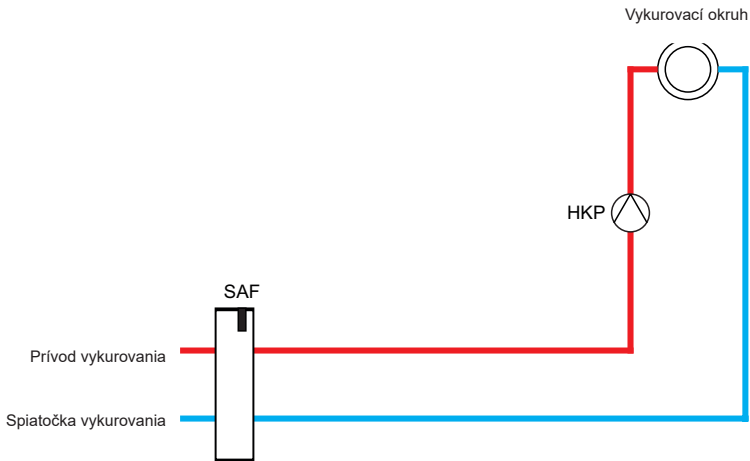 Vykurovací okruh
HKP
SAF
Prívod vykurovania
Spiatočka vykurovania